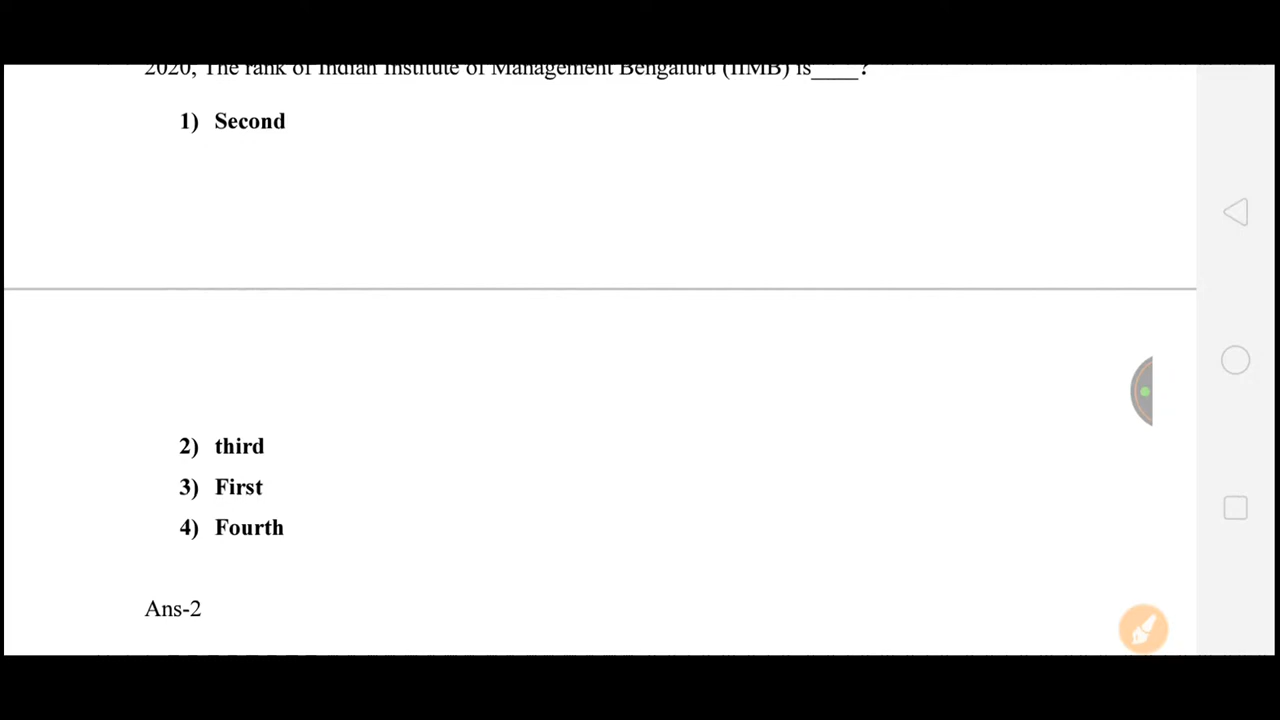 2020, The rank of Indian Institute of Management Bengaluru (IIMB) is____?
1) Second
2) third
3) First
4) Fourth
Ans-2